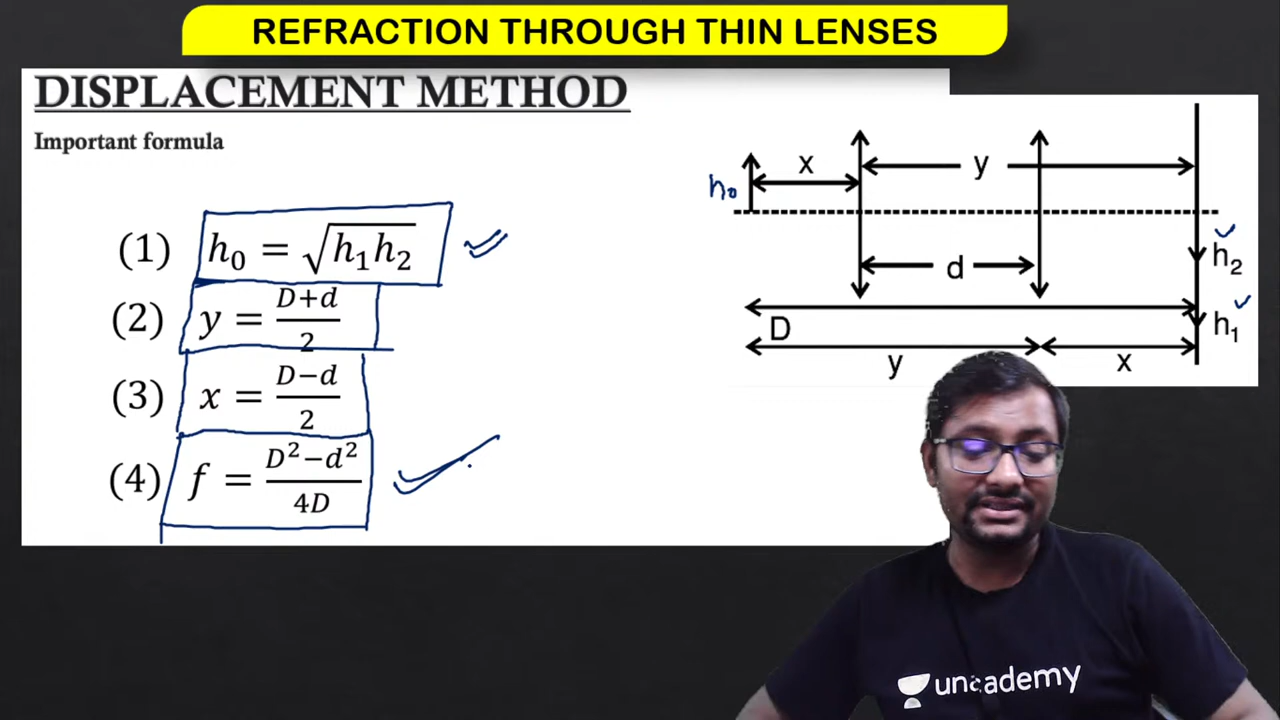 REFRACTION THROUGH THIN LENSES
DISPLACEMENT METHOD
Important formula
(1) h₀ = √h₁h₂
(2) y = D+d/2
(3) x = D−d/2
(4) f = D²−d²/4D
x
y
h₀
d
h₂
h₁
D
y
x
unacademy